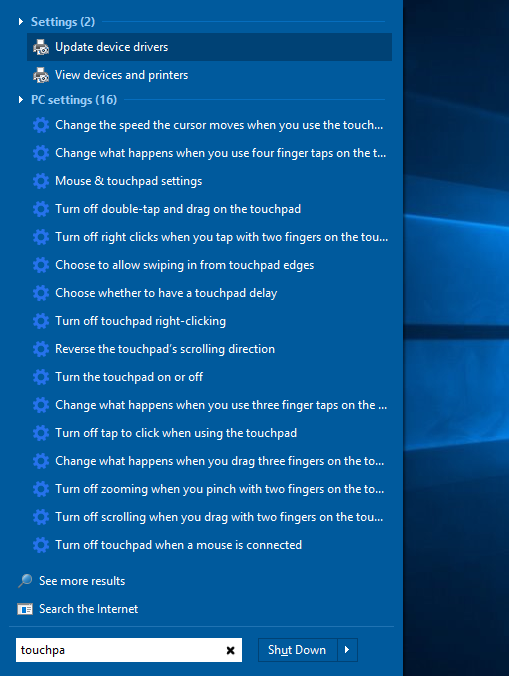 Settings (2)
Update device drivers
View devices and printers
PC settings (16)
Change the speed the cursor moves when you use the touch...
Change what happens when you use four finger taps on the t...
Mouse & touchpad settings
Turn off double-tap and drag on the touchpad
Turn off right clicks when you tap with two fingers on the tou...
Choose to allow swiping in from touchpad edges
Choose whether to have a touchpad delay
Turn off touchpad right-clicking
Reverse the touchpad's scrolling direction
Turn the touchpad on or off
Change what happens when you use three finger taps on the ...
Turn off tap to click when using the touchpad
Change what happens when you drag three fingers on the to...
Turn off zooming when you pinch with two fingers on the to...
Turn off scrolling when you drag with two fingers on the tou...
Turn off touchpad when a mouse is connected
See more results
Search the Internet
touchpa
Shut Down